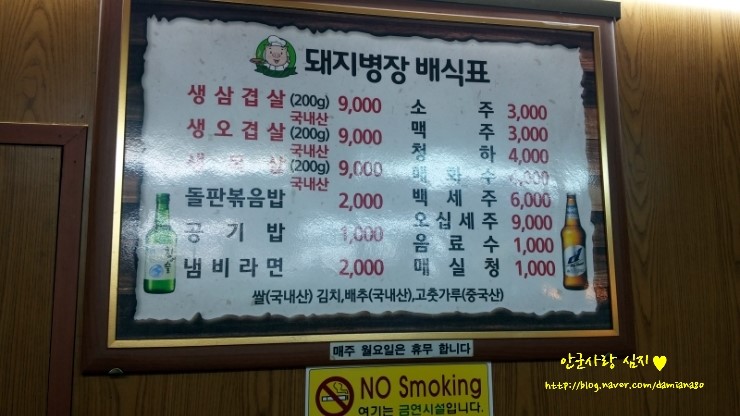 돼지병장 배식표
생삼겹살(200g) 9,000
국내산
생오겹살(200g) 9,000
국내산
생목살(200g) 9,000
국내산
돌판볶음밥 2,000
공기밥 1,000
냄비라면 2,000
소주 3,000
맥주 3,000
청하 4,000
매화수
백세주 6,000
오십세주 9,000
음료수 1,000
매실청 1,000
쌀(국내산) 김치,배추(국내산),고춧가루(중국산)
매주 월요일은 휴무 합니다
NO Smoking
여기는 금연시설입니다.
안군사랑 심지♥
http://blog.naver.com/damiana80